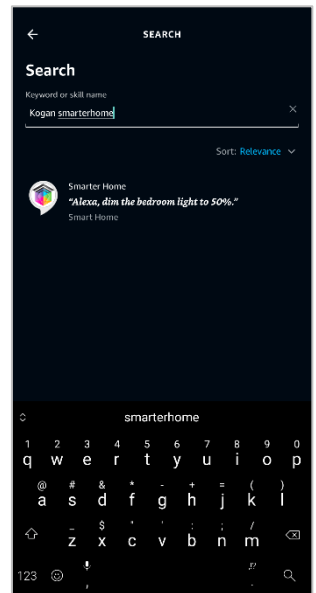 SEARCH
Search
Keyword or skill name
Kogan smarterhome
Sort: Relevance
Smarter Home
“Alexa, dim the bedroom light to 50%.”
Smart Home
smarterhome
1 2 3 4 5 6 7 8 9 0
q w e r t y u i o p
@ # & * - + = ( )
a s d f g h j k l
_ $ " ' : ; /
z x c v b n m
123 , .